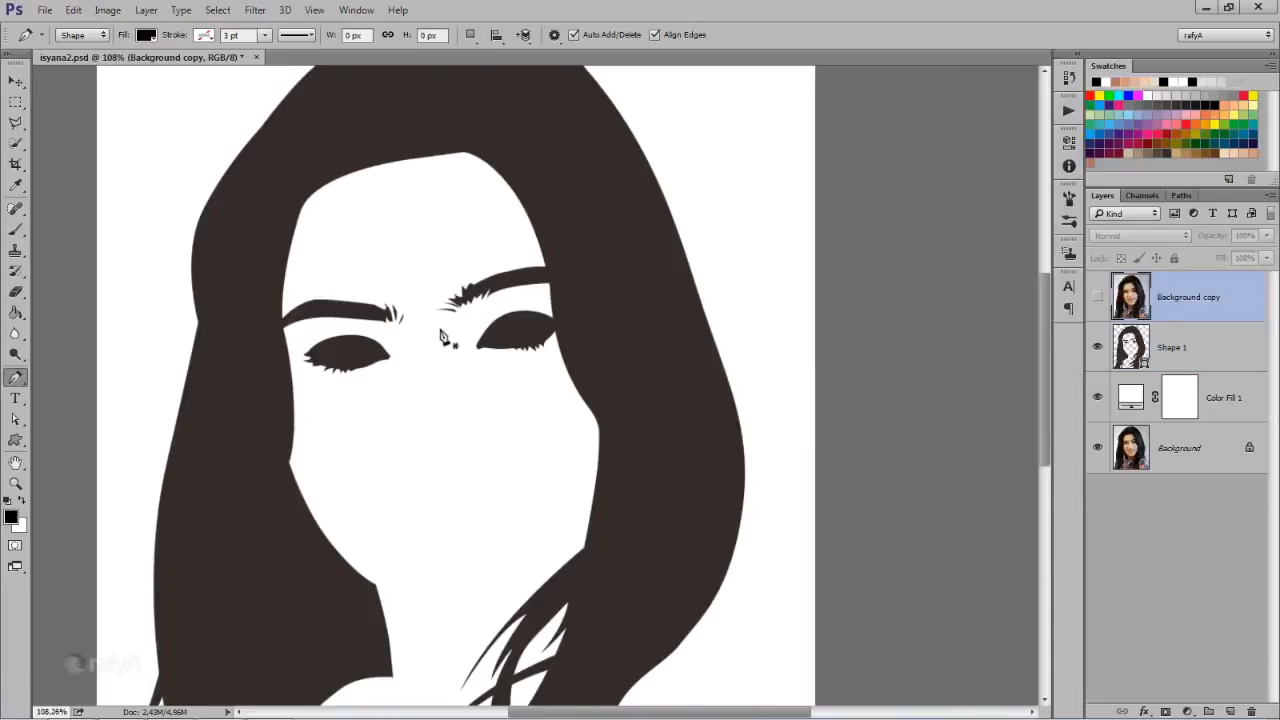 Ps File Edit Image Layer Type Select Filter 3D View Window Help
Shape Fill: Stroke: 3 pt W: 0 px H: 0 px Auto Add/Delete Align Edges rafyA
isyana2.psd @ 108% (Background copy, RGB/8) * ×
Swatches
Layers Channels Paths
Kind
Normal Opacity: 100%
Lock: Fill: 100%
Background copy
Shape 1
Color Fill 1
Background
rafyA
108.26% Doc: 2,43M/4,86M